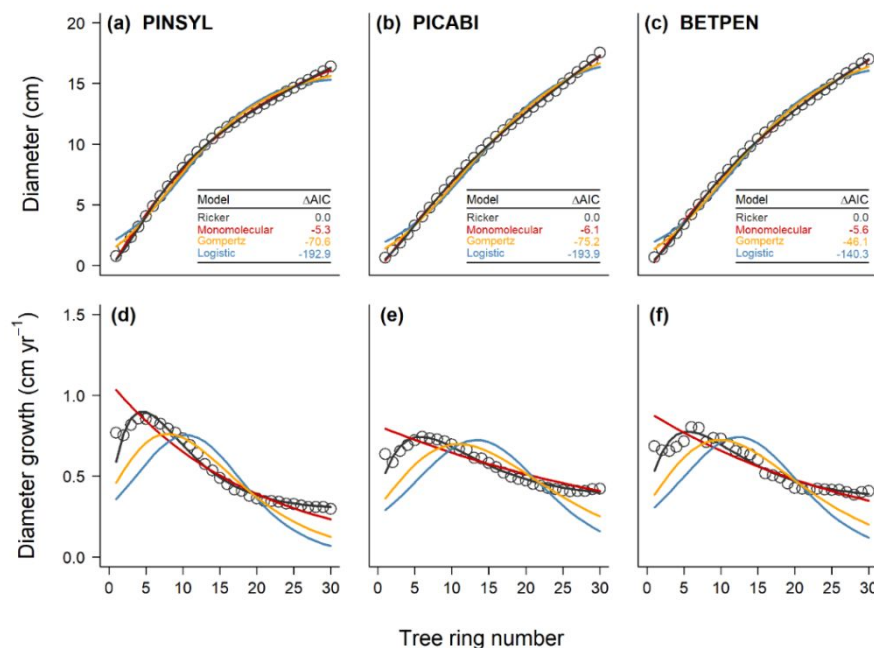 (a) PINSYL
(b) PICABI
(c) BETPEN
Diameter (cm)
20
15
10
5
0
Model ΔAIC
Ricker 0.0
Monomolecular -5.3
Gompertz -70.6
Logistic -192.9
Model ΔAIC
Ricker 0.0
Monomolecular -6.1
Gompertz -75.2
Logistic -193.9
Model ΔAIC
Ricker 0.0
Monomolecular -5.6
Gompertz -46.1
Logistic -140.3
(d)
(e)
(f)
Diameter growth (cm yr⁻¹)
1.5
1.0
0.5
0.0
0 5 10 15 20 25 30
0 5 10 15 20 25 30
0 5 10 15 20 25 30
Tree ring number